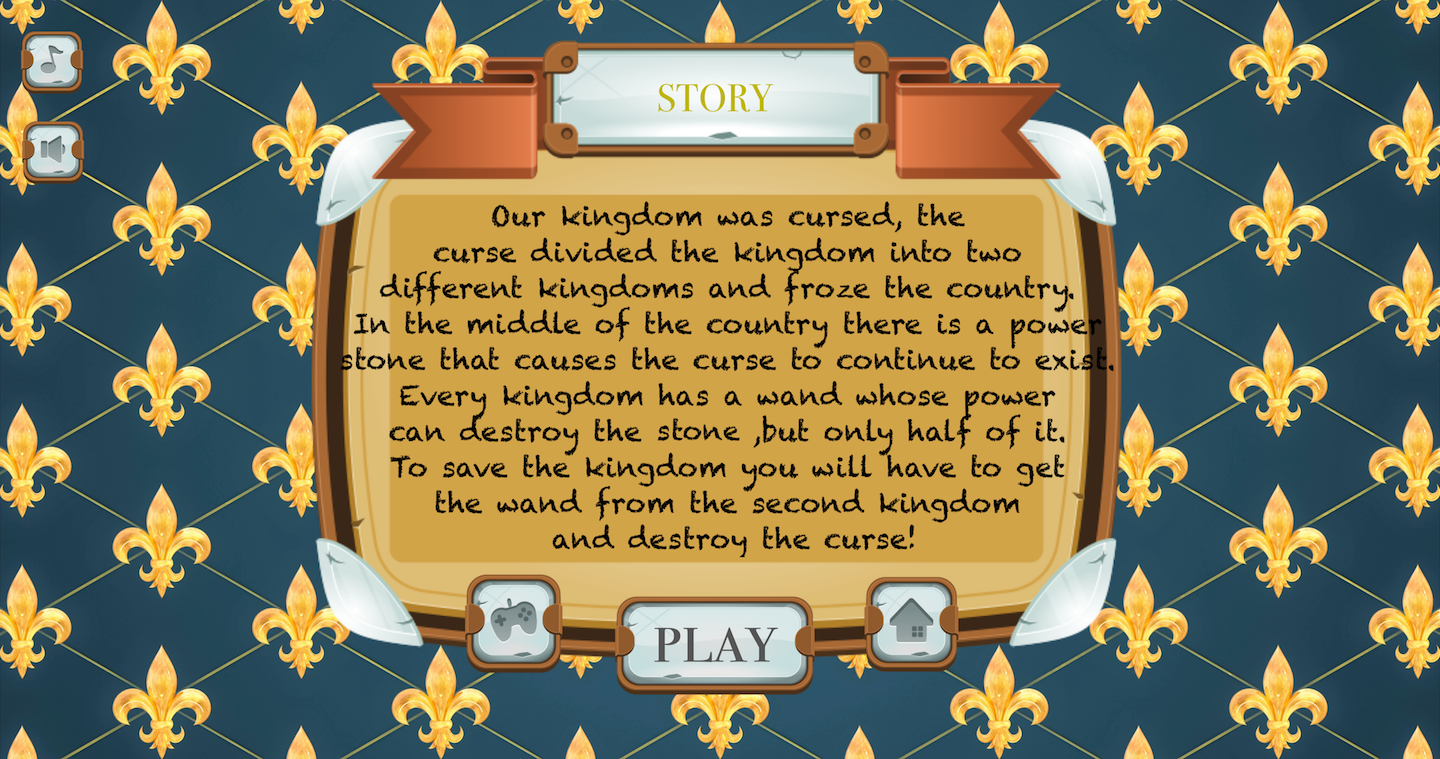 STORY
Our kingdom was cursed, the
curse divided the kingdom into two
different kingdoms and froze the country.
In the middle of the country there is a power
stone that causes the curse to continue to exist.
Every kingdom has a wand whose power
can destroy the stone ,but only half of it.
To save the kingdom you will have to get
the wand from the second kingdom
and destroy the curse!
PLAY